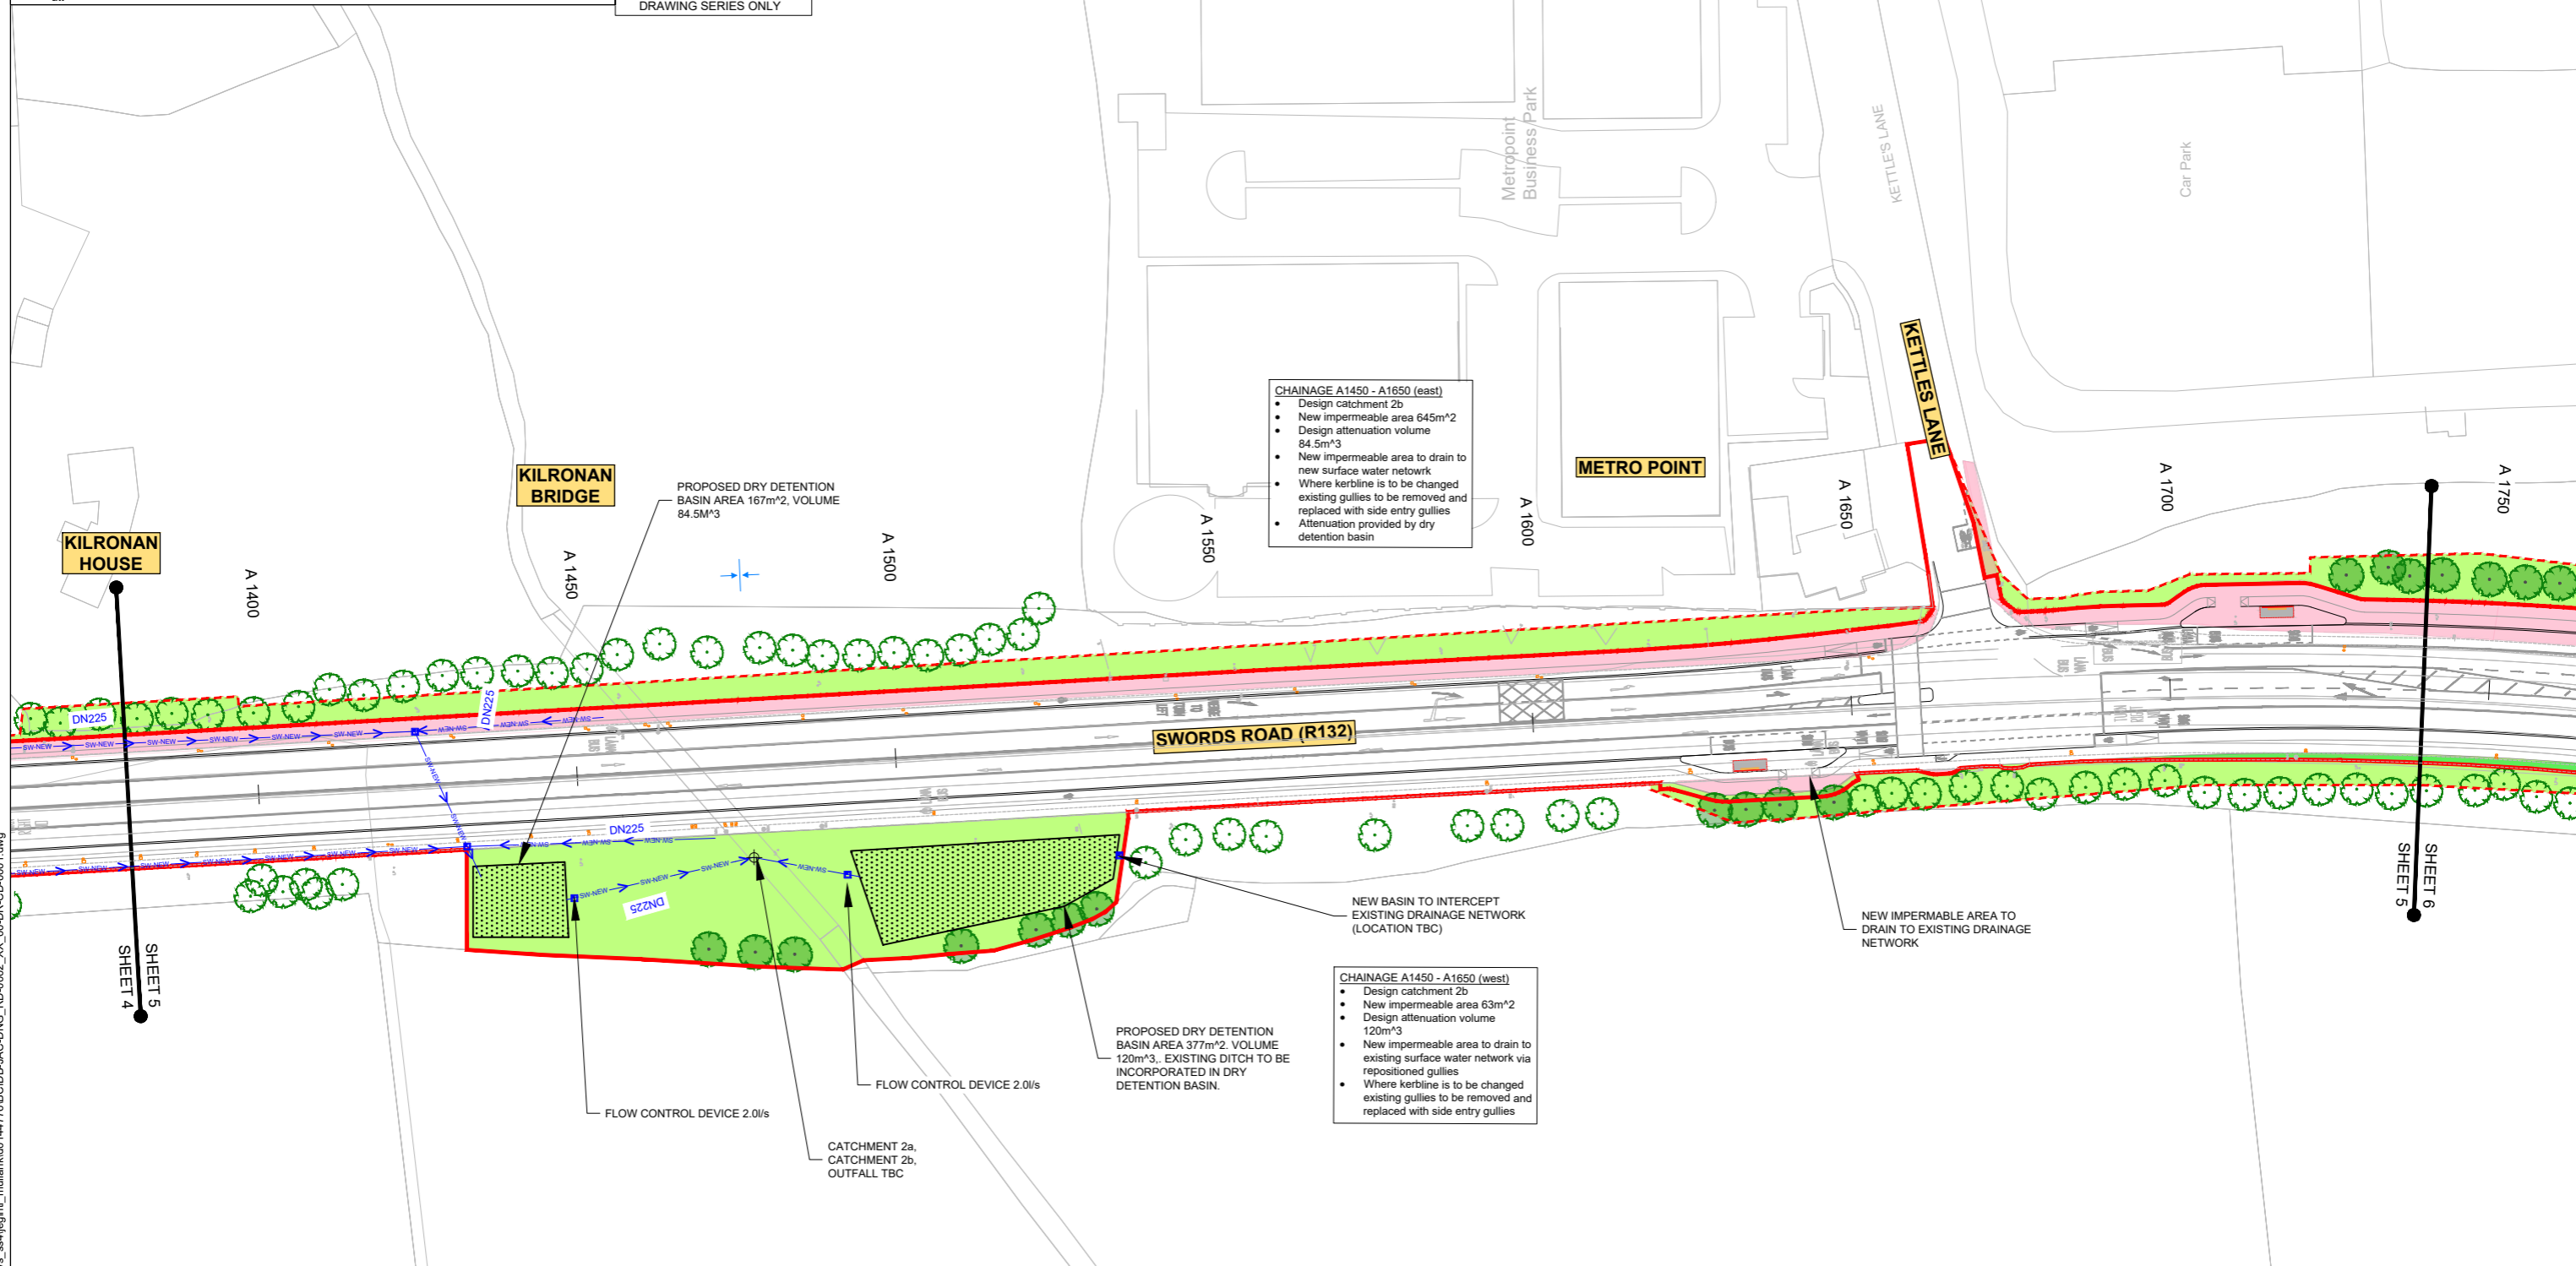 DRAWING SERIES ONLY
Metropoint
Business Park
KETTLE'S LANE
Car Park
KETTLES LANE
CHAINAGE A1450 - A1650 (east)
• Design catchment 2b
• New impermeable area 645m^2
• Design attenuation volume
84.5m^3
• New impermeable area to drain to
new surface water netowrk
• Where kerbline is to be changed
existing gullies to be removed and
replaced with side entry gullies
• Attenuation provided by dry
detention basin
METRO POINT
KILRONAN
BRIDGE
PROPOSED DRY DETENTION
BASIN AREA 167m^2, VOLUME
84.5M^3
KILRONAN
HOUSE
A 1400
A 1450
A 1500
A 1550
A 1600
A 1650
A 1700
A 1750
DN225
DN225
SW-NEW
SWORDS ROAD (R132)
DN225
DN225
SHEET 4
SHEET 5
SHEET 5
SHEET 6
NEW BASIN TO INTERCEPT
EXISTING DRAINAGE NETWORK
(LOCATION TBC)
NEW IMPERMABLE AREA TO
DRAIN TO EXISTING DRAINAGE
NETWORK
CHAINAGE A1450 - A1650 (west)
• Design catchment 2b
• New impermeable area 63m^2
• Design attenuation volume
120m^3
• New impermeable area to drain to
existing surface water network via
repositioned gullies
• Where kerbline is to be changed
existing gullies to be removed and
replaced with side entry gullies
PROPOSED DRY DETENTION
BASIN AREA 377m^2. VOLUME
120m^3,. EXISTING DITCH TO BE
INCORPORATED IN DRY
DETENTION BASIN.
FLOW CONTROL DEVICE 2.0l/s
FLOW CONTROL DEVICE 2.0l/s
CATCHMENT 2a,
CATCHMENT 2b,
OUTFALL TBC